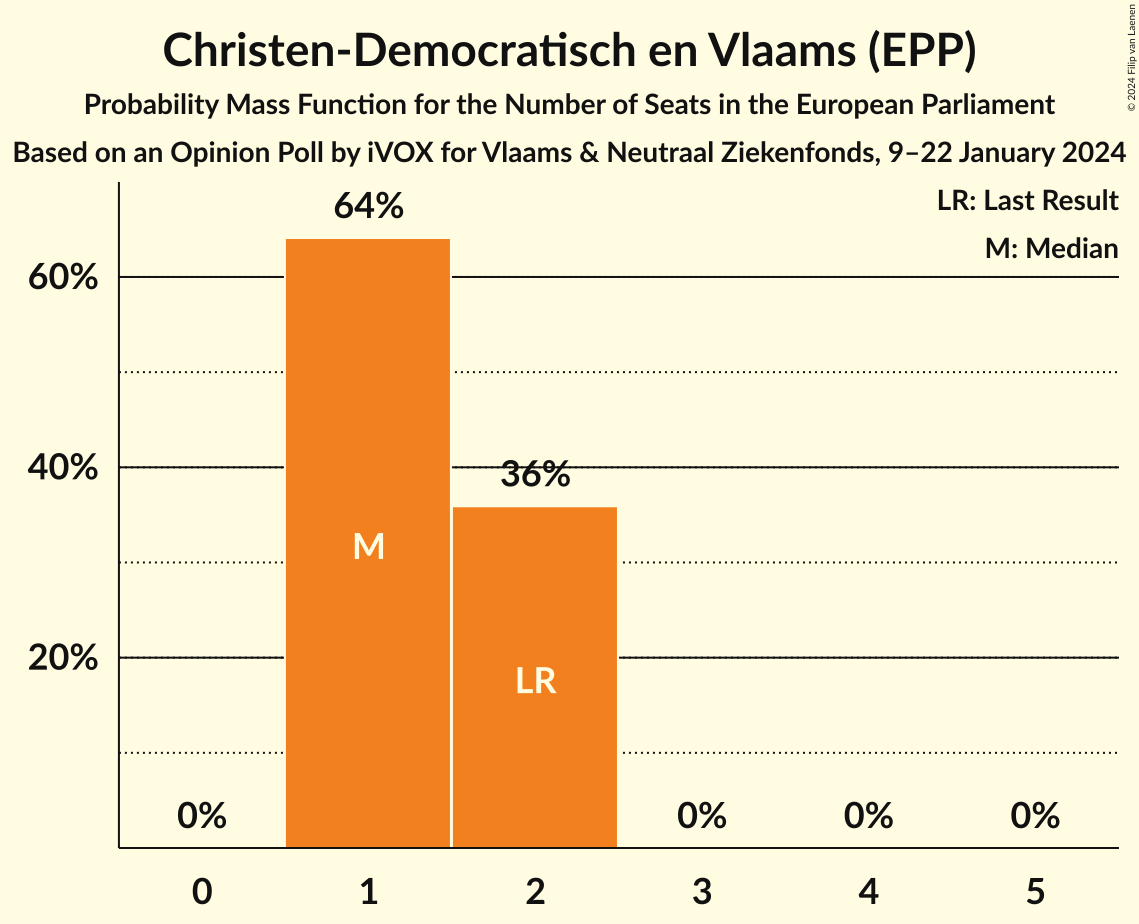 Christen-Democratisch en Vlaams (EPP)
Probability Mass Function for the Number of Seats in the European Parliament
Based on an Opinion Poll by iVOX for Vlaams & Neutraal Ziekenfonds, 9–22 January 2024
© 2024 Filip van Laenen
LR: Last Result
M: Median
64%
60%
40%
36%
20%
M
LR
0%
0%
0%
0%
0
1
2
3
4
5